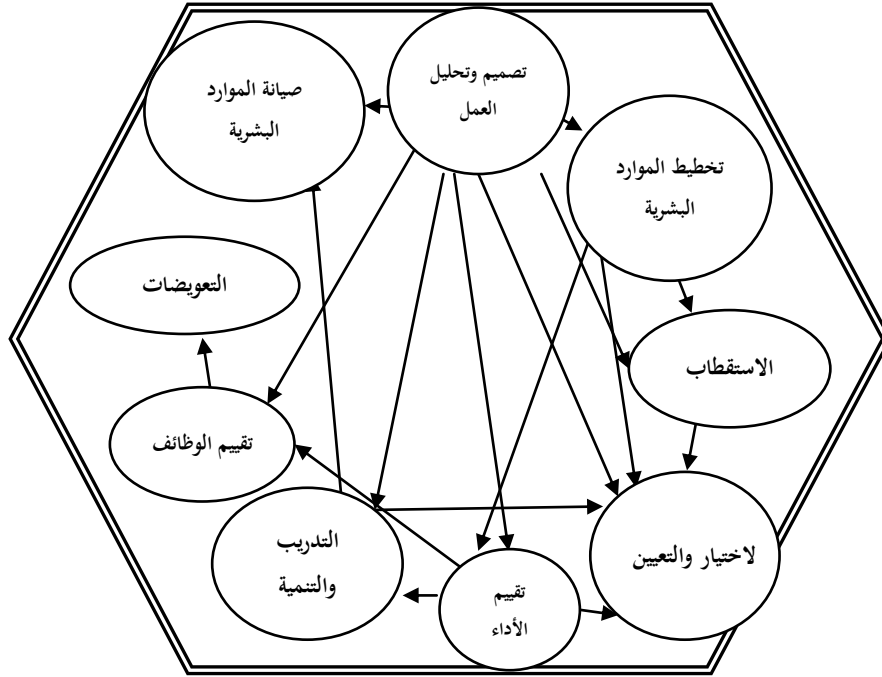 تصميم وتحليل
العمل
صيانة الموارد
البشرية
تخطيط الموارد
البشرية
التعويضات
الاستقطاب
تقييم الوظائف
لاختيار والتعيين
التدريب
والتنمية
تقييم
الأداء